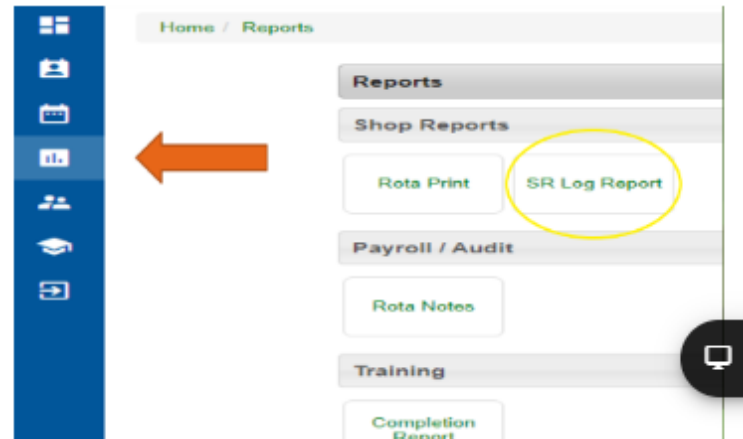 Home / Reports
Reports
Shop Reports
Rota Print
SR Log Report
Payroll / Audit
Rota Notes
Training
Completion
Report